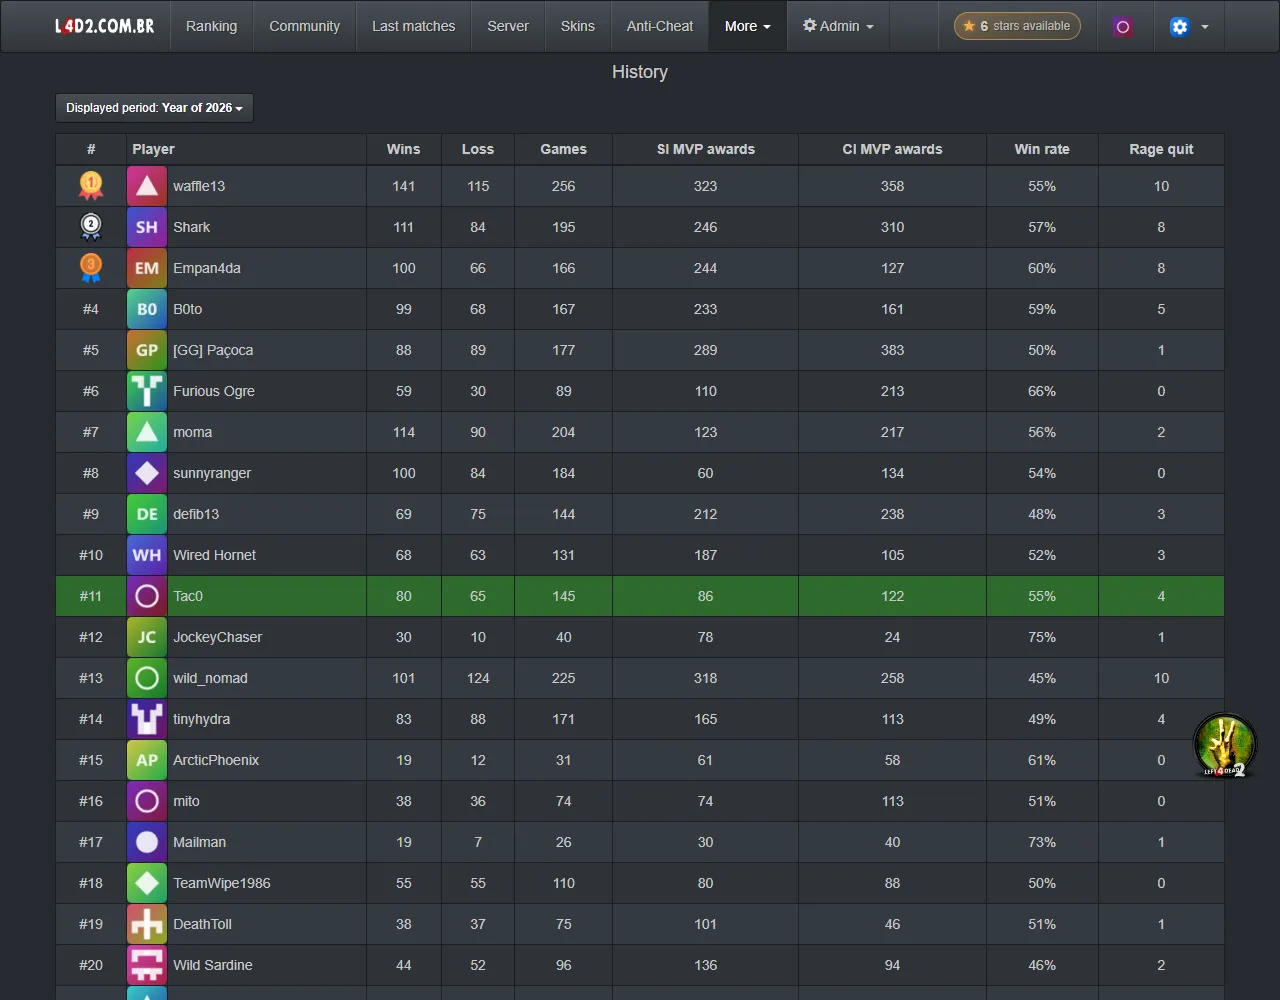 L4D2.COM.BR Ranking Community Last matches Server Skins Anti-Cheat More Admin 6 stars available
History
Displayed period: Year of 2026
# Player Wins Loss Games SI MVP awards CI MVP awards Win rate Rage quit
1 waffle13 141 115 256 323 358 55% 10
2 SH Shark 111 84 195 246 310 57% 8
3 EM Empan4da 100 66 166 244 127 60% 8
#4 B0 B0to 99 68 167 233 161 59% 5
#5 GP [GG] Paçoca 88 89 177 289 383 50% 1
#6 Furious Ogre 59 30 89 110 213 66% 0
#7 moma 114 90 204 123 217 56% 2
#8 sunnyranger 100 84 184 60 134 54% 0
#9 DE defib13 69 75 144 212 238 48% 3
#10 WH Wired Hornet 68 63 131 187 105 52% 3
#11 Tac0 80 65 145 86 122 55% 4
#12 JC JockeyChaser 30 10 40 78 24 75% 1
#13 wild_nomad 101 124 225 318 258 45% 10
#14 tinyhydra 83 88 171 165 113 49% 4
#15 AP ArcticPhoenix 19 12 31 61 58 61% 0
LEFT 4 DEAD 2
#16 mito 38 36 74 74 113 51% 0
#17 Mailman 19 7 26 30 40 73% 1
#18 TeamWipe1986 55 55 110 80 88 50% 0
#19 DeathToll 38 37 75 101 46 51% 1
#20 Wild Sardine 44 52 96 136 94 46% 2